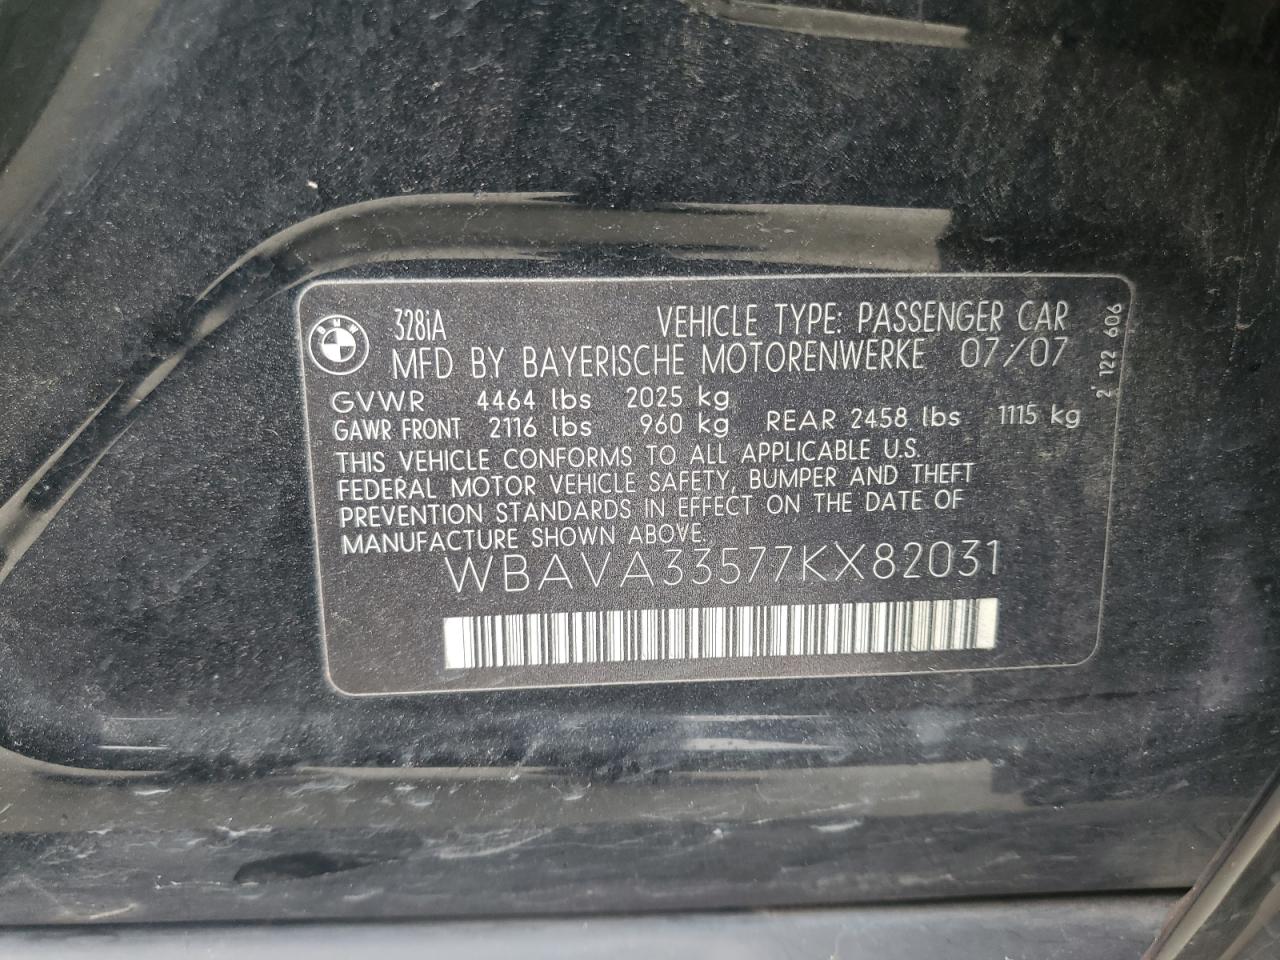 328iA VEHICLE TYPE: PASSENGER CAR
MFD BY BAYERISCHE MOTORENWERKE 07/07
GVWR 4464 lbs 2025 kg
GAWR FRONT 2116 lbs 960 kg REAR 2458 lbs 1115 kg
THIS VEHICLE CONFORMS TO ALL APPLICABLE U.S.
FEDERAL MOTOR VEHICLE SAFETY, BUMPER AND THEFT
PREVENTION STANDARDS IN EFFECT ON THE DATE OF
MANUFACTURE SHOWN ABOVE.
WBAVA33577KX82031
2' 122 606
BMW